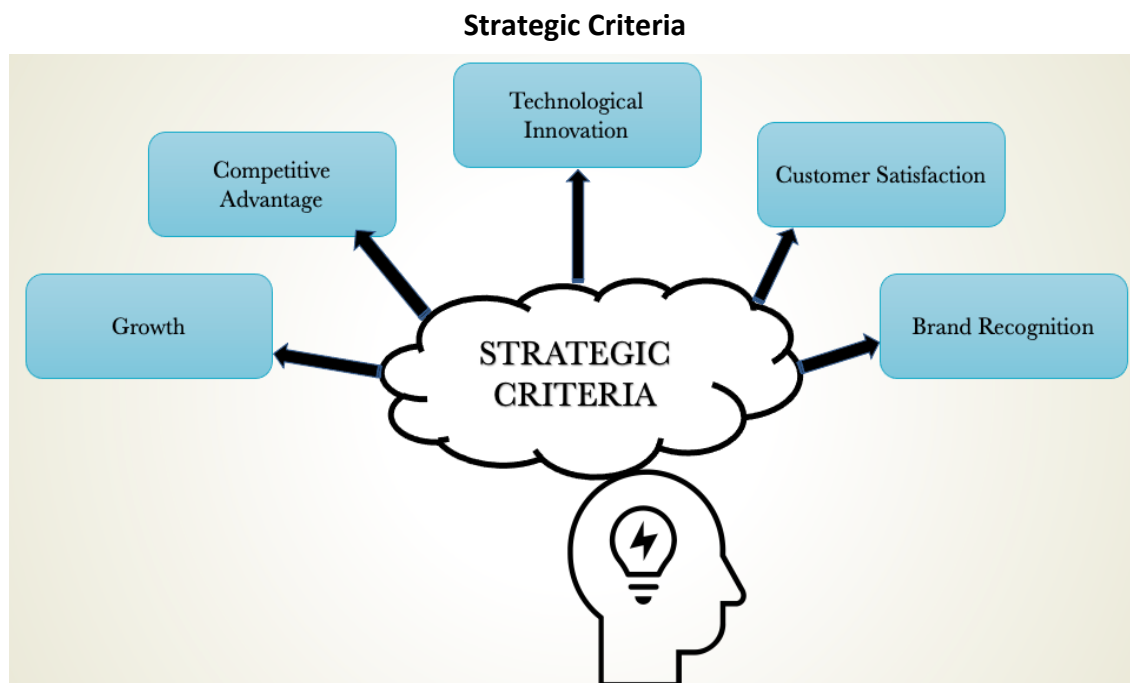 Strategic Criteria
Technological
Innovation
Competitive
Advantage
Customer Satisfaction
Growth
Brand Recognition
STRATEGIC
CRITERIA